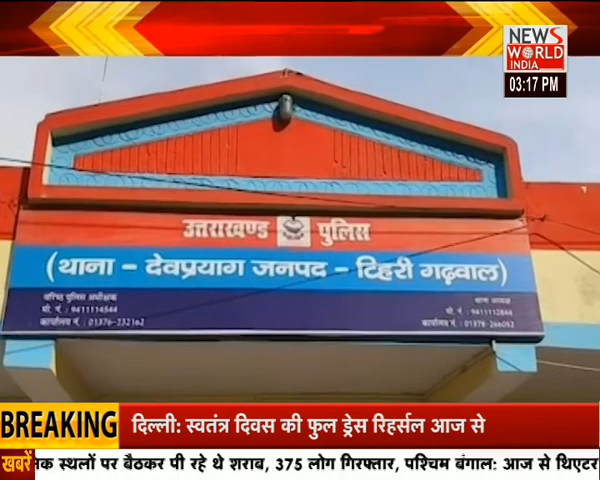 NEWS
WORLD
INDIA
03:17 PM
उत्तराखण्ड पुलिस
(थाना - देवप्रयाग जनपद - टिहरी गढ़वाल)
वरिष्ठ पुलिस अधीक्षक
मो. नं. : 9411114544
कार्यालय नं. : 01376-232162
थाना अध्यक्ष
मो. नं. : 9411112844
कार्यालय नं. : 01378-266052
BREAKING
दिल्ली: स्वतंत्र दिवस की फुल ड्रेस रिहर्सल आज से
खबरें
स्थलों पर बैठकर पी रहे थे शराब, 375 लोग गिरफ्तार, पश्चिम बंगाल: आज से थिएटर